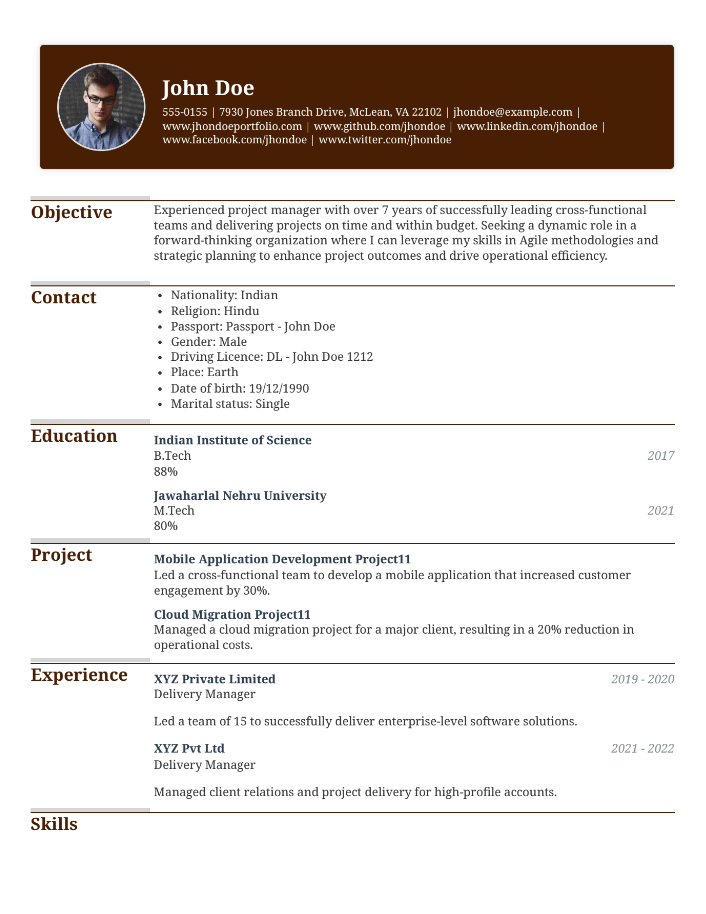 John Doe
555-0155 | 7930 Jones Branch Drive, McLean, VA 22102 | jhondoe@example.com |
www.jhondoeportfolio.com | www.github.com/jhondoe | www.linkedin.com/jhondoe |
www.facebook.com/jhondoe | www.twitter.com/jhondoe
Objective
Experienced project manager with over 7 years of successfully leading cross-functional
teams and delivering projects on time and within budget. Seeking a dynamic role in a
forward-thinking organization where I can leverage my skills in Agile methodologies and
strategic planning to enhance project outcomes and drive operational efficiency.
Contact
• Nationality: Indian
• Religion: Hindu
• Passport: Passport - John Doe
• Gender: Male
• Driving Licence: DL - John Doe 1212
• Place: Earth
• Date of birth: 19/12/1990
• Marital status: Single
Education
Indian Institute of Science
B.Tech 2017
88%
Jawaharlal Nehru University
M.Tech 2021
80%
Project
Mobile Application Development Project11
Led a cross-functional team to develop a mobile application that increased customer
engagement by 30%.
Cloud Migration Project11
Managed a cloud migration project for a major client, resulting in a 20% reduction in
operational costs.
Experience
XYZ Private Limited 2019 - 2020
Delivery Manager
Led a team of 15 to successfully deliver enterprise-level software solutions.
XYZ Pvt Ltd 2021 - 2022
Delivery Manager
Managed client relations and project delivery for high-profile accounts.
Skills